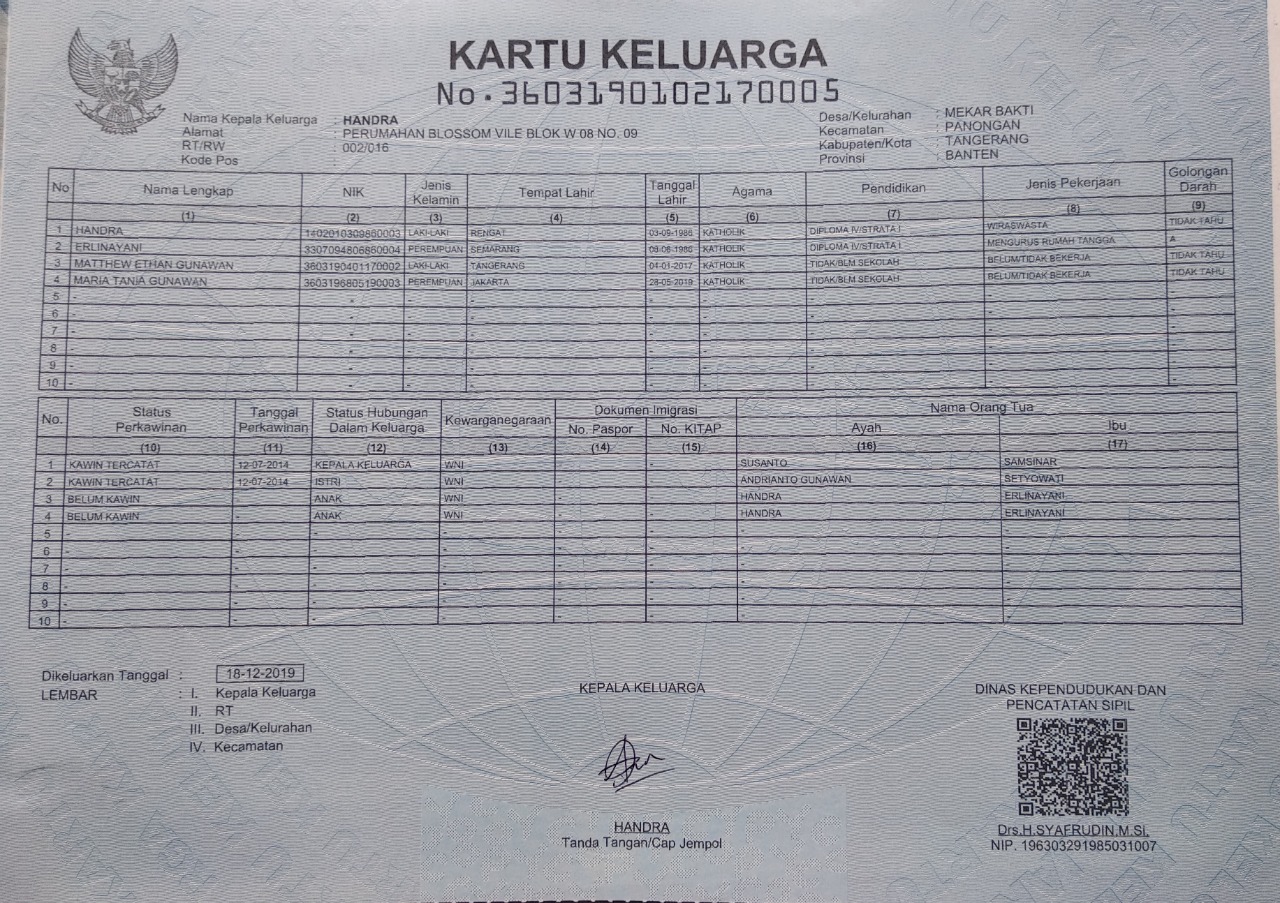 KARTU KELUARGA
No. 3603190102170005
Nama Kepala Keluarga : HANDRA
Alamat : PERUMAHAN BLOSSOM VILE BLOK W 08 NO. 09
RT/RW : 002/016
Kode Pos :
Desa/Kelurahan : MEKAR BAKTI
Kecamatan : PANONGAN
Kabupaten/Kota : TANGERANG
Provinsi : BANTEN
No Nama Lengkap NIK Jenis Kelamin Tempat Lahir Tanggal Lahir Agama Pendidikan Jenis Pekerjaan Golongan Darah
(1) (2) (3) (4) (5) (6) (7) (8) (9)
1 HANDRA 1402010309860003 LAKI-LAKI RENGAT 03-09-1986 KATHOLIK DIPLOMA IV/STRATA I WIRASWASTA TIDAK TAHU
2 ERLINAYANI 3307094806860004 PEREMPUAN SEMARANG 08-06-1986 KATHOLIK DIPLOMA IV/STRATA I MENGURUS RUMAH TANGGA A
3 MATTHEW ETHAN GUNAWAN 3603190401170002 LAKI-LAKI TANGERANG 04-01-2017 KATHOLIK TIDAK/BLM SEKOLAH BELUM/TIDAK BEKERJA TIDAK TAHU
4 MARIA TANIA GUNAWAN 3603196805190003 PEREMPUAN JAKARTA 28-05-2019 KATHOLIK TIDAK/BLM SEKOLAH BELUM/TIDAK BEKERJA TIDAK TAHU
5 - - - - - - - - -
6 - - - - - - - - -
7 - - - - - - - - -
8 - - - - - - - - -
9 - - - - - - - - -
10 - - - - - - - - -
No. Status Perkawinan Tanggal Perkawinan Status Hubungan Dalam Keluarga Kewarganegaraan Dokumen Imigrasi Nama Orang Tua
No. Paspor No. KITAP Ayah Ibu
(10) (11) (12) (13) (14) (15) (16) (17)
1 KAWIN TERCATAT 12-07-2014 KEPALA KELUARGA WNI - - SUSANTO SAMSINAR
2 KAWIN TERCATAT 12-07-2014 ISTRI WNI - - ANDRIANTO GUNAWAN SETYOWATI
3 BELUM KAWIN - ANAK WNI - - HANDRA ERLINAYANI
4 BELUM KAWIN - ANAK WNI - - HANDRA ERLINAYANI
5 - - - - - - - -
6 - - - - - - - -
7 - - - - - - - -
8 - - - - - - - -
9 - - - - - - - -
10 - - - - - - - -
Dikeluarkan Tanggal : 18-12-2019
LEMBAR : I. Kepala Keluarga
II. RT
III. Desa/Kelurahan
IV. Kecamatan
KEPALA KELUARGA
HANDRA
Tanda Tangan/Cap Jempol
DINAS KEPENDUDUKAN DAN
PENCATATAN SIPIL
Drs.H.SYAFRUDIN,M.Si,
NIP. 196303291985031007